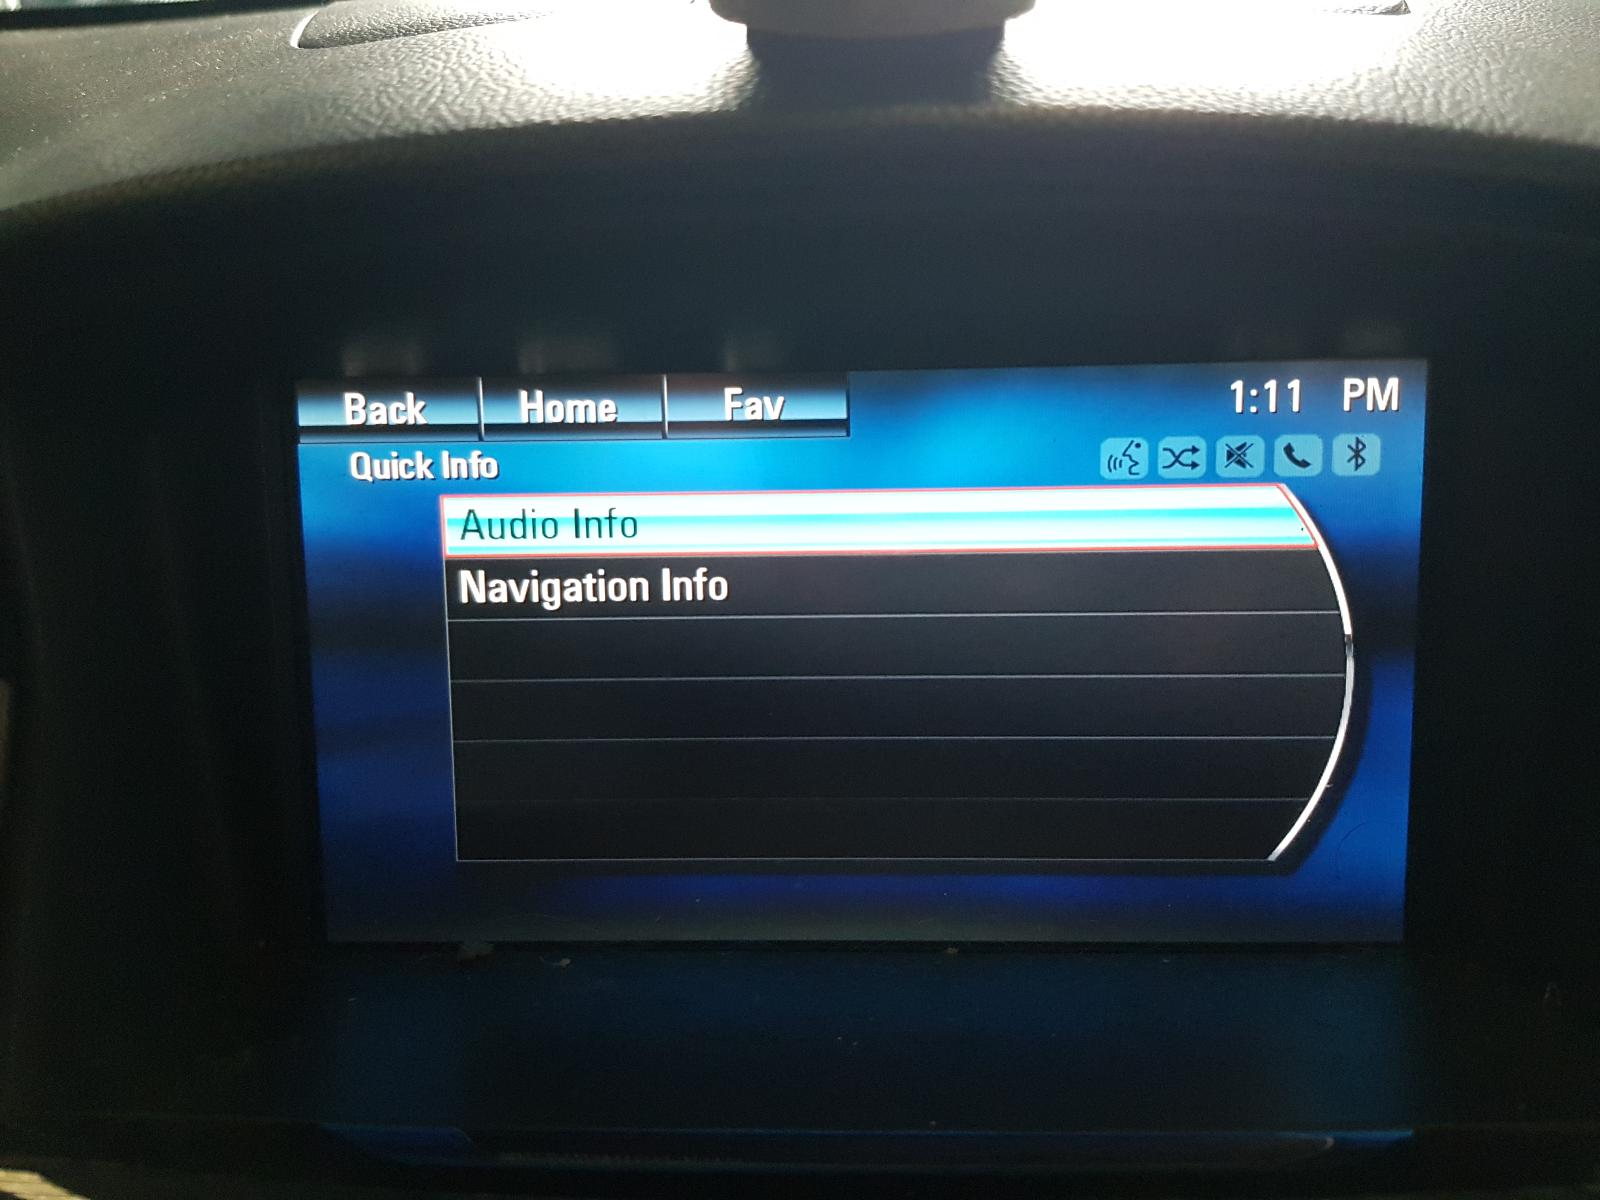 Back Home Fav 1:11 PM
Quick Info
Audio Info
Navigation Info